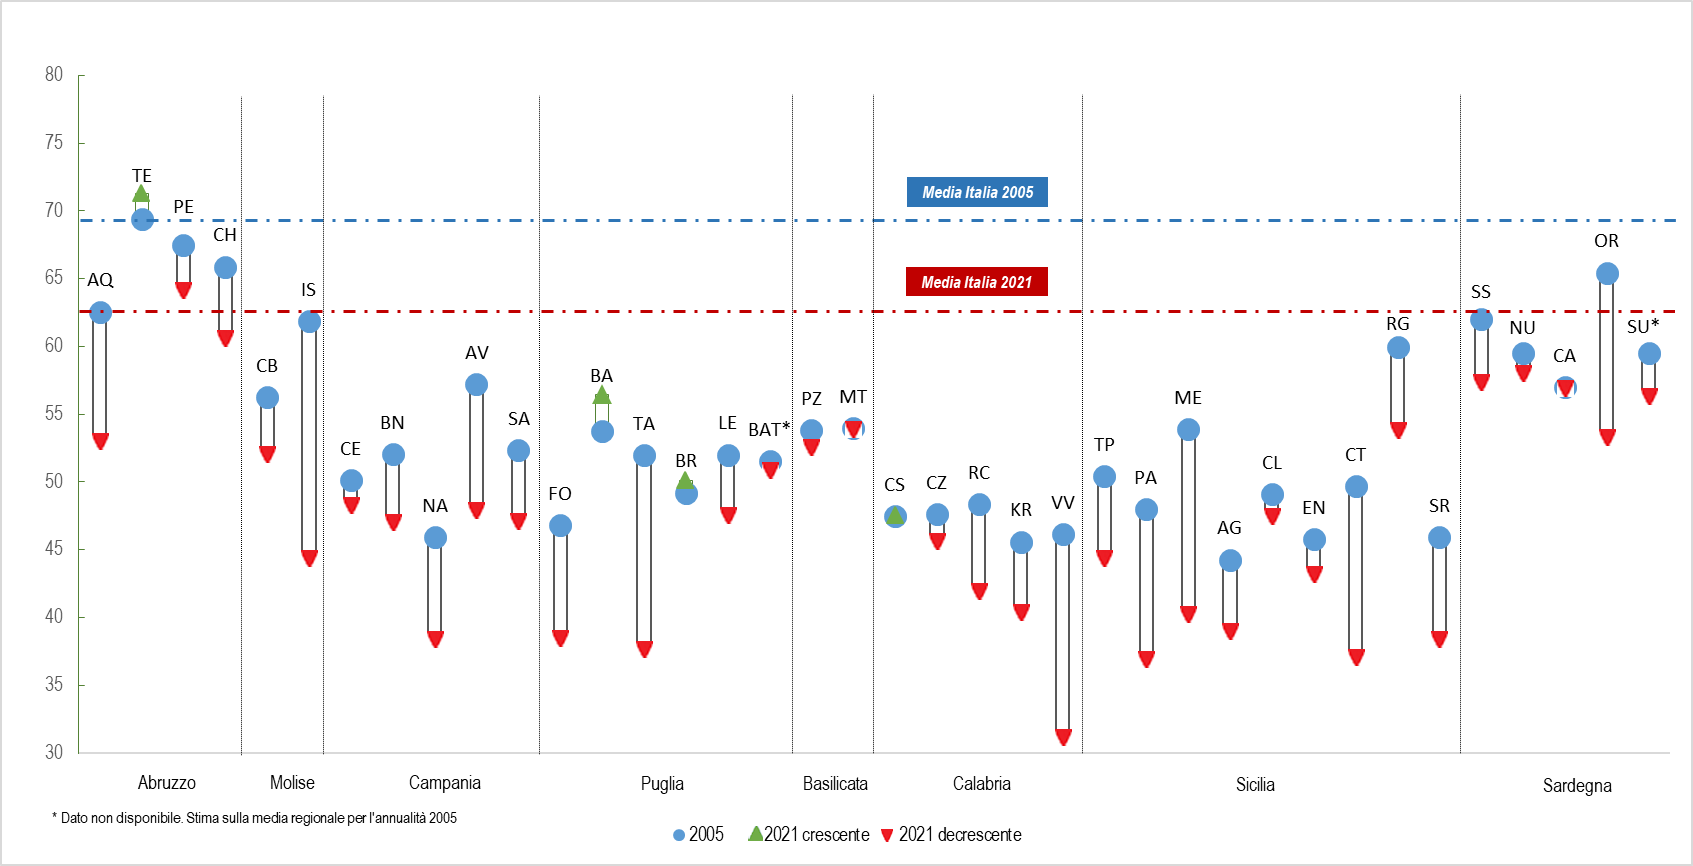 80
75
70
65
60
55
50
45
40
35
30
Media Italia 2005
Media Italia 2021
AQ
TE
PE
CH
CB
IS
CE
BN
NA
AV
SA
FO
BA
TA
BR
LE
BAT*
PZ
MT
CS
CZ
RC
KR
VV
TP
PA
ME
AG
CL
EN
CT
RG
SR
SS
NU
CA
OR
SU*
Abruzzo
Molise
Campania
Puglia
Basilicata
Calabria
Sicilia
Sardegna
* Dato non disponibile. Stima sulla media regionale per l'annualità 2005
2005
2021 crescente
2021 decrescente